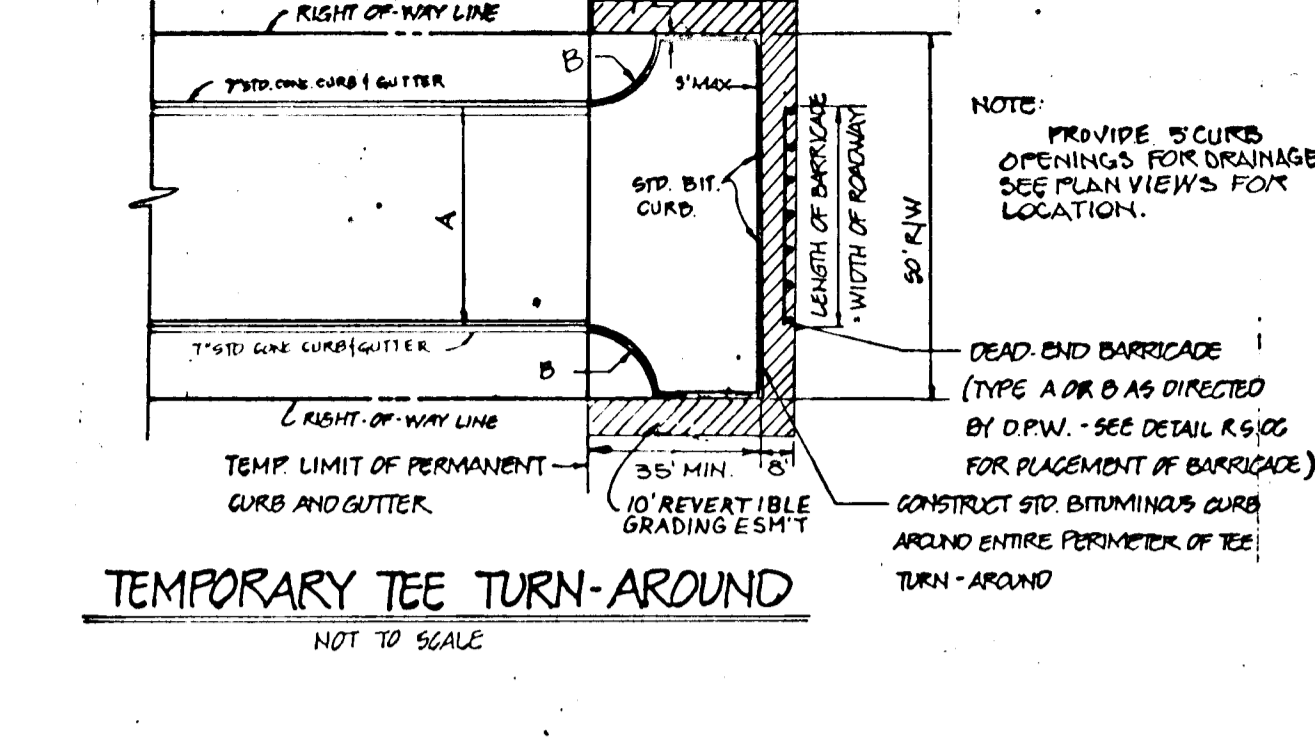 RIGHT OF-WAY LINE
7" STD. CONC. CURB & GUTTER
B
3' MAX
STD. BIT.
CURB.
A
LENGTH OF BARRICADE
= WIDTH OF ROADWAY
50' R/W
NOTE:
PROVIDE 5' CURB
OPENINGS FOR DRAINAGE
SEE PLAN VIEWS FOR
LOCATION.
7" STD CONC CURB & GUTTER
B
RIGHT-OF-WAY LINE
DEAD-END BARRICADE
(TYPE A OR B AS DIRECTED
BY D.P.W. - SEE DETAIL
FOR PLACEMENT OF BARRICADE)
TEMP. LIMIT OF PERMANENT
CURB AND GUTTER
35' MIN.
8'
10' REVERTIBLE
GRADING ESM'T
CONSTRUCT STD. BITUMINOUS CURB
AROUND ENTIRE PERIMETER OF TEE
TURN-AROUND
TEMPORARY TEE TURN-AROUND
NOT TO SCALE